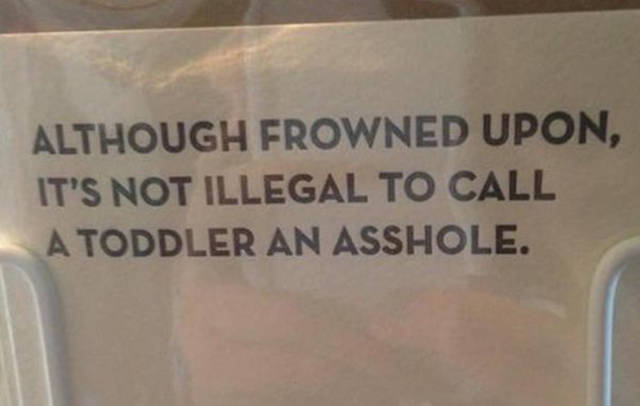 ALTHOUGH FROWNED UPON,
IT'S NOT ILLEGAL TO CALL
A TODDLER AN ASSHOLE.